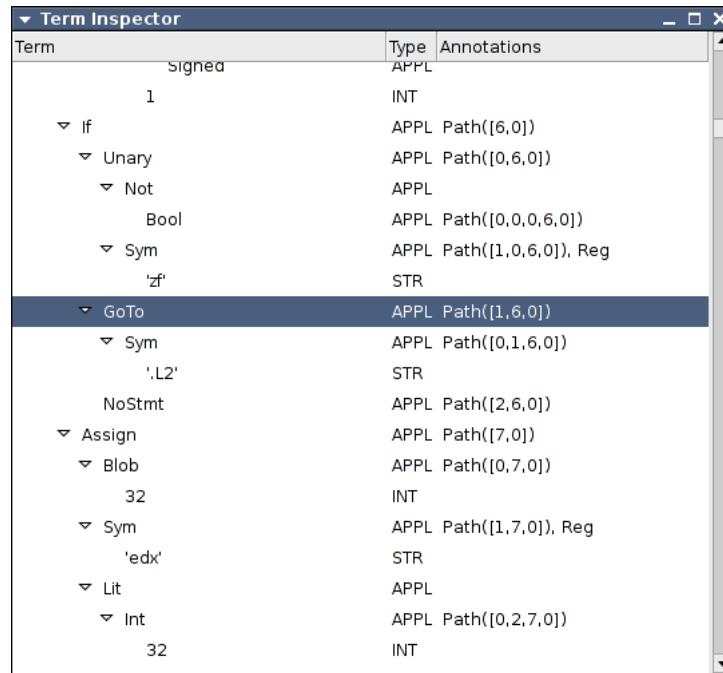 Term Inspector
Term Type Annotations
Signed APPL
1 INT
If APPL Path([6,0])
Unary APPL Path([0,6,0])
Not APPL
Bool APPL Path([0,0,0,6,0])
Sym APPL Path([1,0,6,0]), Reg
'zf' STR
GoTo APPL Path([1,6,0])
Sym APPL Path([0,1,6,0])
'.L2' STR
NoStmt APPL Path([2,6,0])
Assign APPL Path([7,0])
Blob APPL Path([0,7,0])
32 INT
Sym APPL Path([1,7,0]), Reg
'edx' STR
Lit APPL
Int APPL Path([0,2,7,0])
32 INT